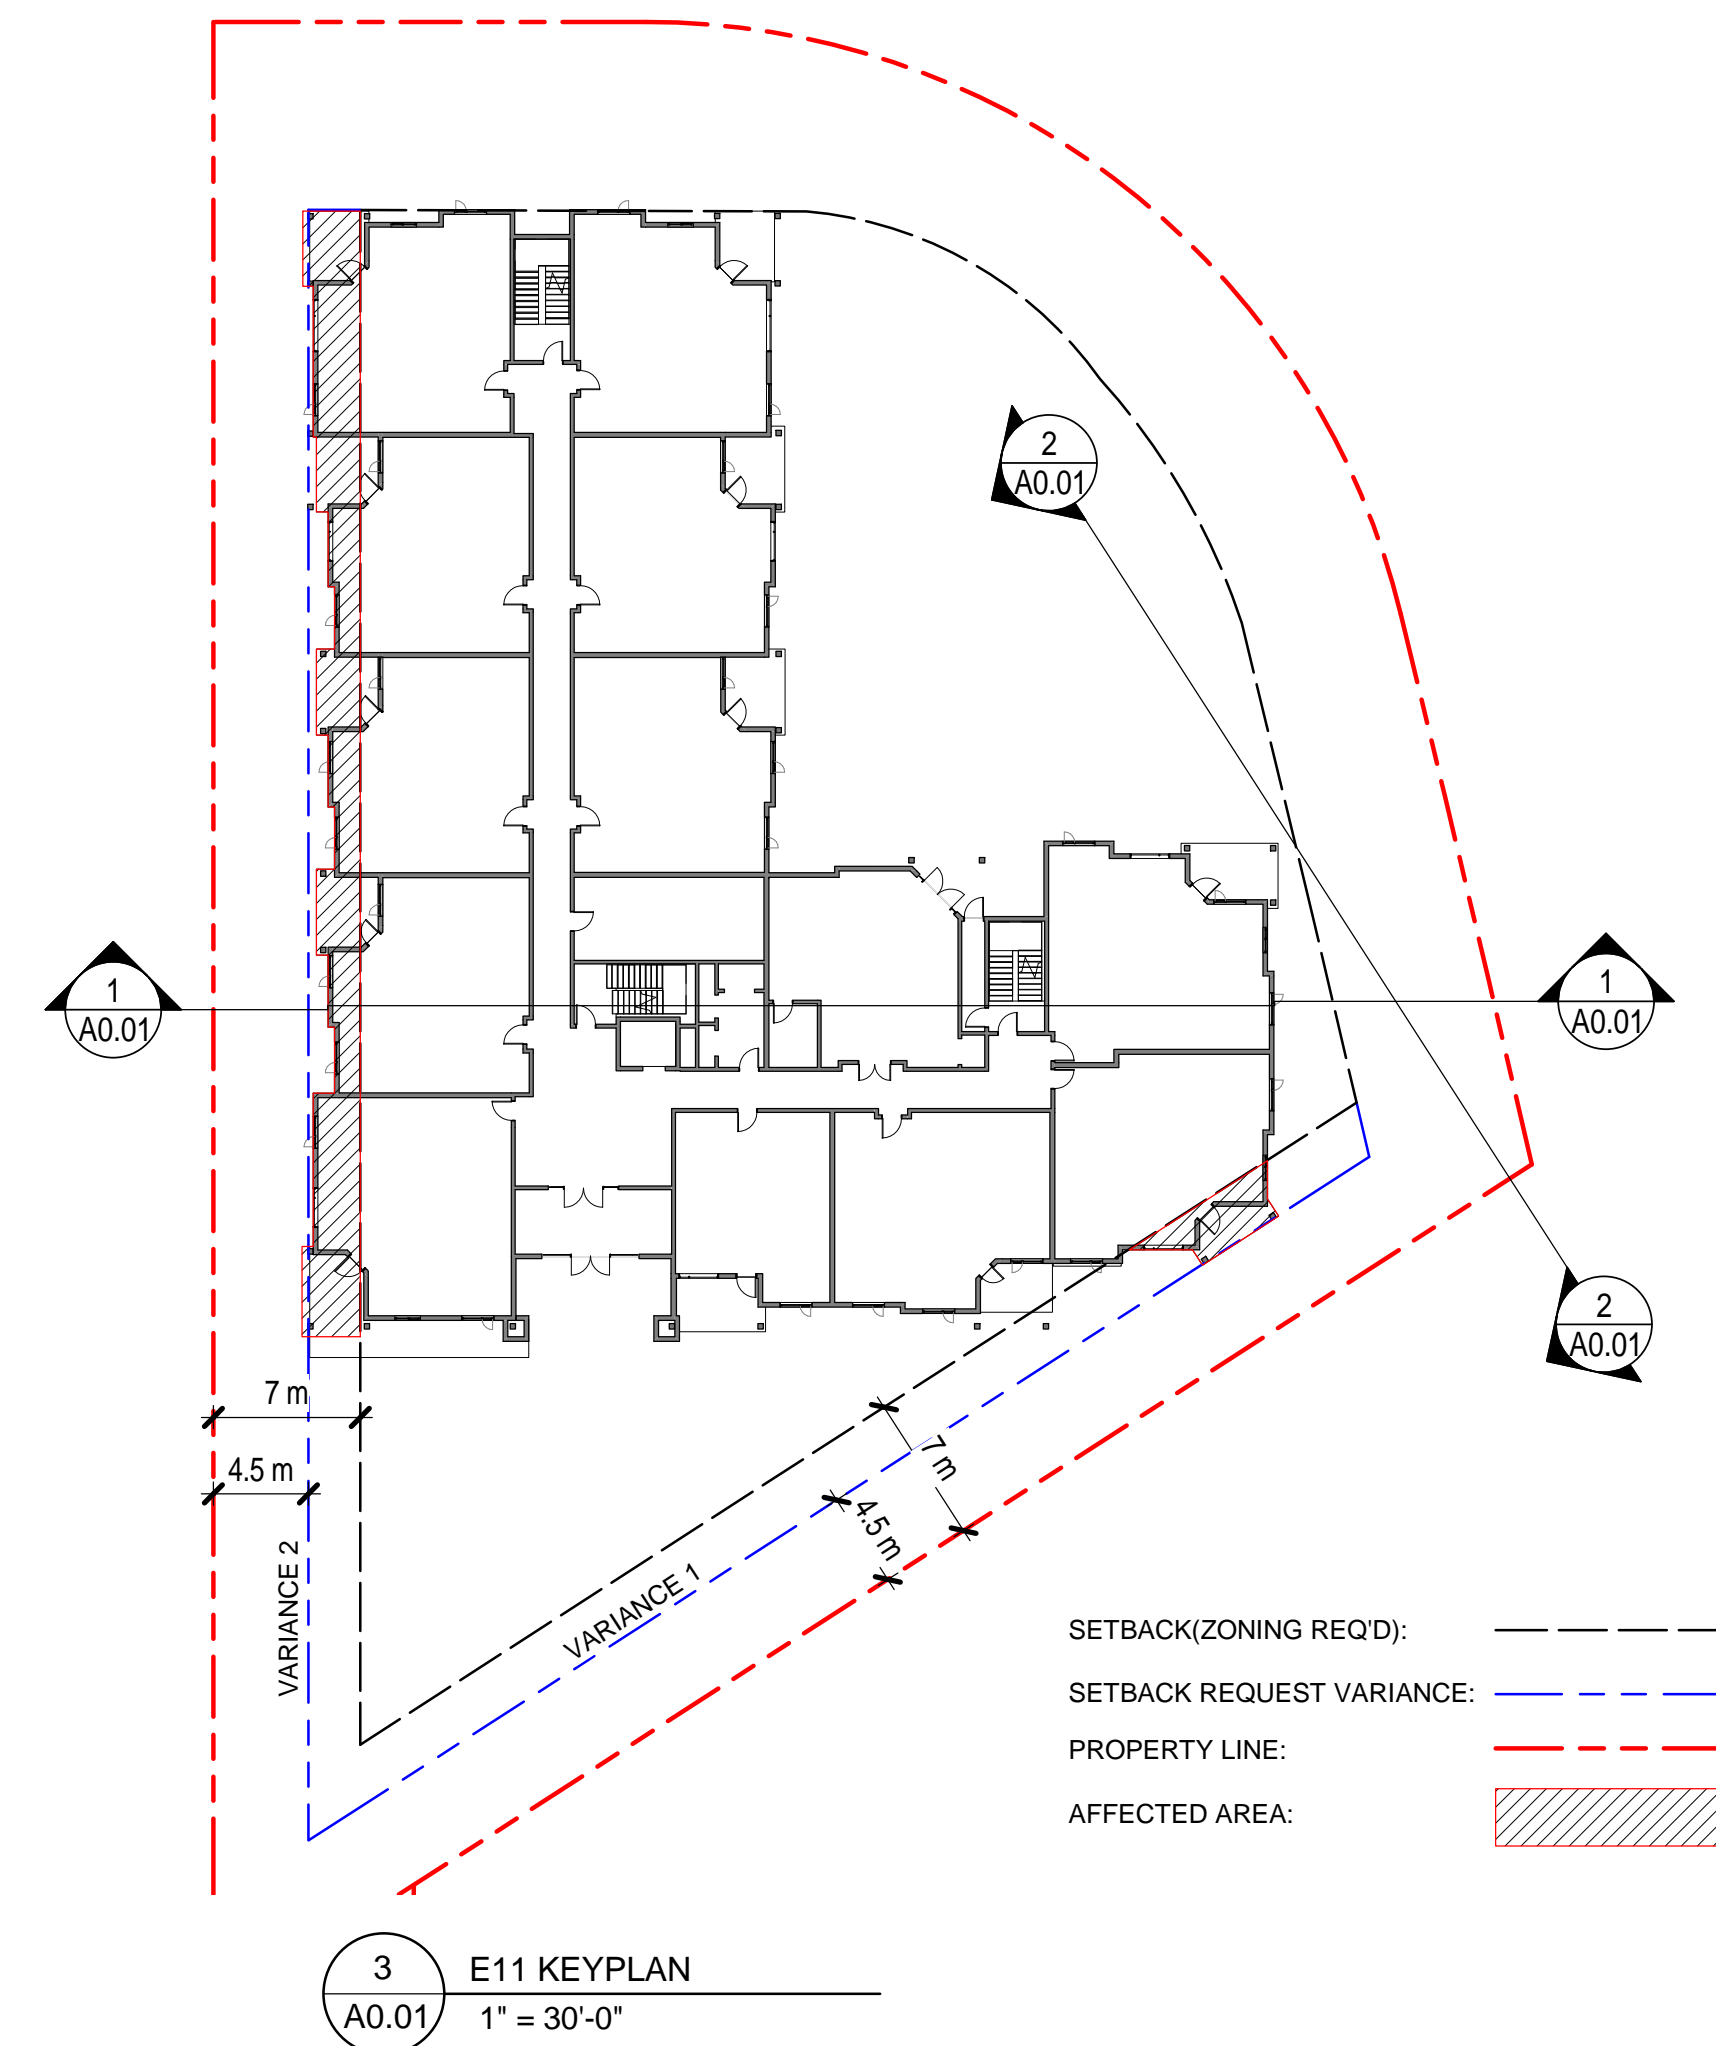 2
A0.01
1
A0.01
1
A0.01
2
A0.01
7 m
4.5 m
7 m
4.5 m
VARIANCE 2
VARIANCE 1
SETBACK(ZONING REQ'D):
SETBACK REQUEST VARIANCE:
PROPERTY LINE:
AFFECTED AREA:
3
A0.01
E11 KEYPLAN
1" = 30'-0"